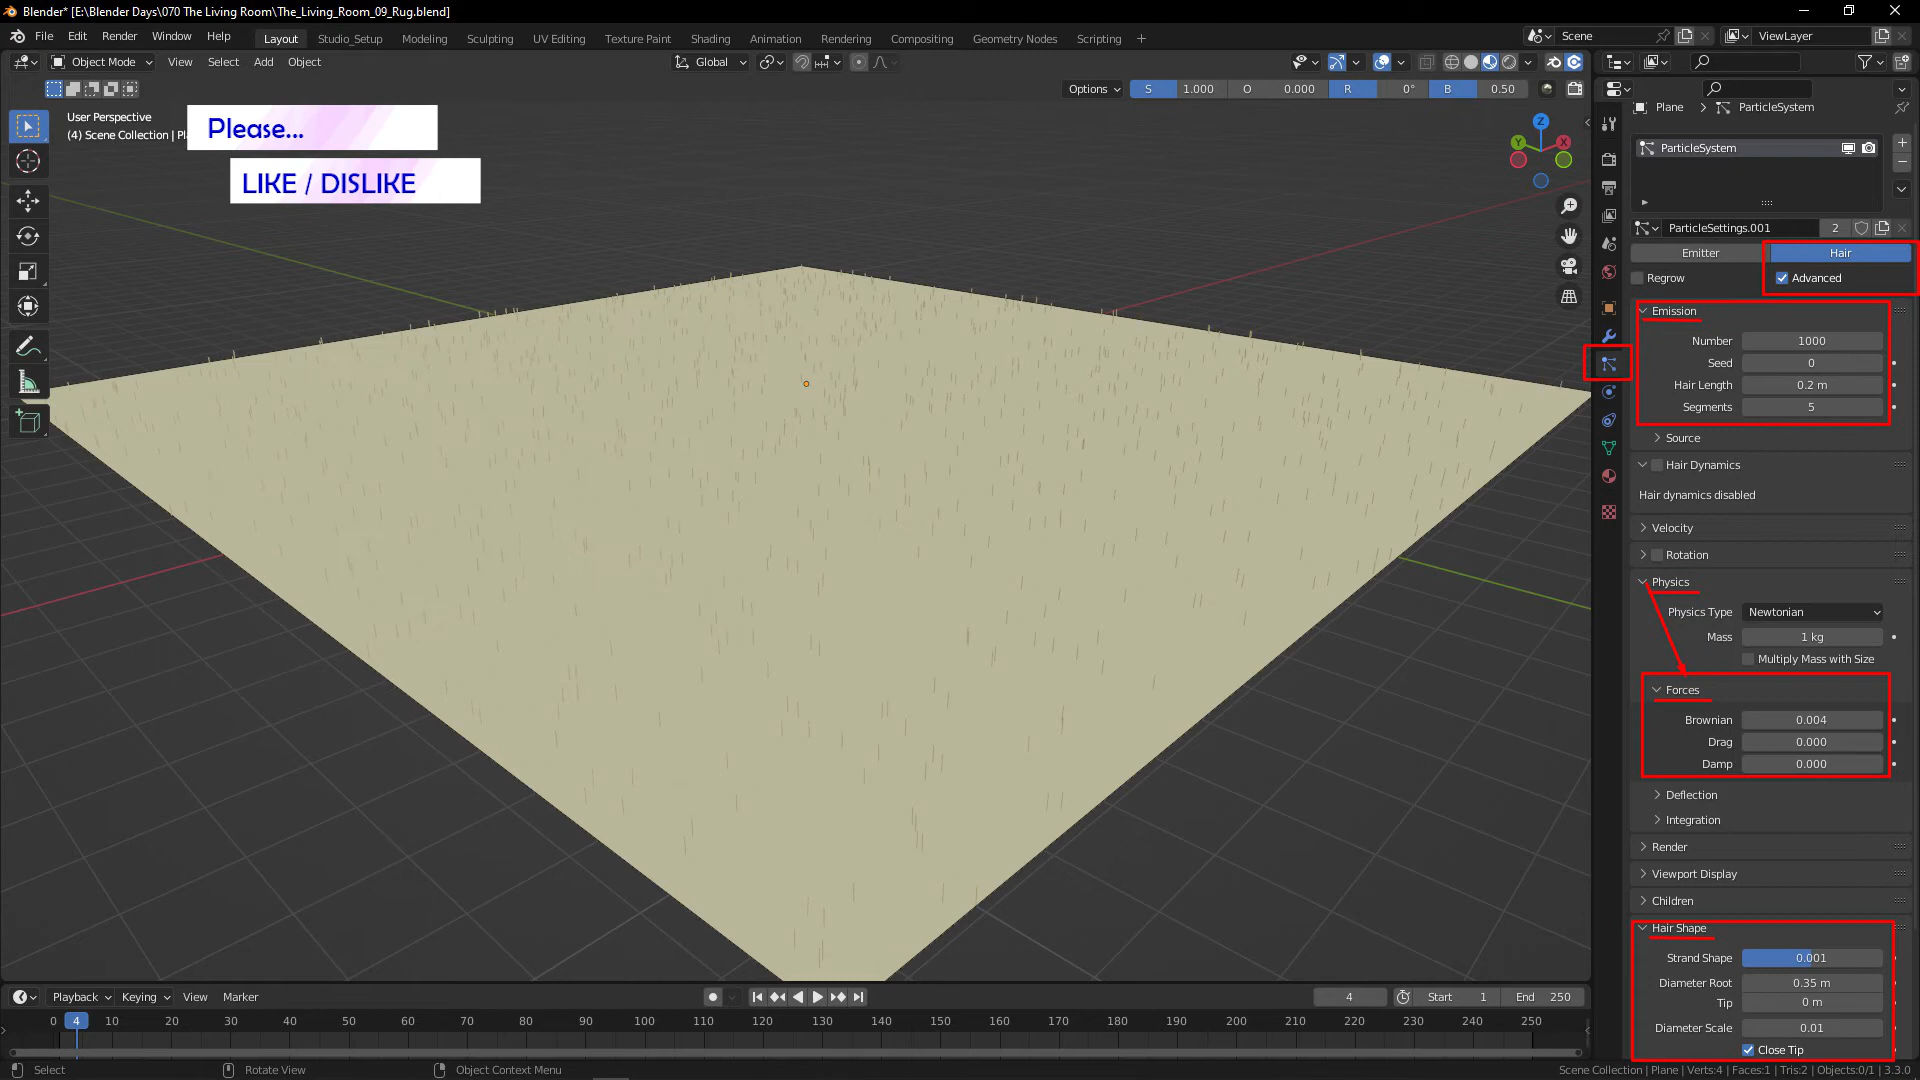 Blender* [E:\Blender Days\070 The Living Room\The_Living_Room_09_Rug.blend]
File Edit Render Window Help Layout Studio_Setup Modeling Sculpting UV Editing Texture Paint Shading Animation Rendering Compositing Geometry Nodes Scripting Scene ViewLayer
Object Mode View Select Add Object Global
Options S 1.000 O 0.000 R 0° B 0.50
User Perspective
(4) Scene Collection |
Please...
LIKE / DISLIKE
Z
Y
X
Plane > ParticleSystem
ParticleSystem
ParticleSettings.001 2
Emitter Hair
Regrow Advanced
Emission
Number 1000
Seed 0
Hair Length 0.2 m
Segments 5
Source
Hair Dynamics
Hair dynamics disabled
Velocity
Rotation
Physics
Physics Type Newtonian
Mass 1 kg
Multiply Mass with Size
Forces
Brownian 0.004
Drag 0.000
Damp 0.000
Deflection
Integration
Render
Viewport Display
Children
Hair Shape
Strand Shape 0.001
Diameter Root 0.35 m
Tip 0 m
Diameter Scale 0.01
Close Tip
Playback Keying View Marker 4 Start 1 End 250
0 4 10 20 30 40 50 60 70 80 90 100 110 120 130 140 150 160 170 180 190 200 210 220 230 240 250
Select Rotate View Object Context Menu Scene Collection | Plane | Verts:4 | Faces:1 | Tris:2 | Objects:0/1 | 3.3.0